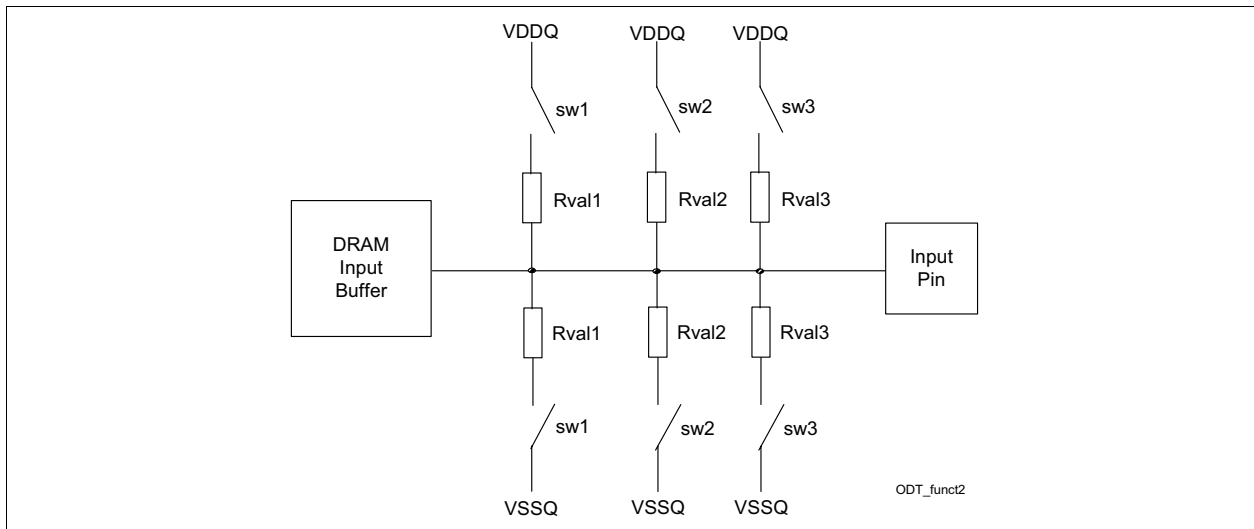 VDDQ VDDQ VDDQ
sw1 sw2 sw3
Rval1 Rval2 Rval3
DRAM
Input
Buffer
Input
Pin
Rval1 Rval2 Rval3
sw1 sw2 sw3
VSSQ VSSQ VSSQ
ODT_funct2